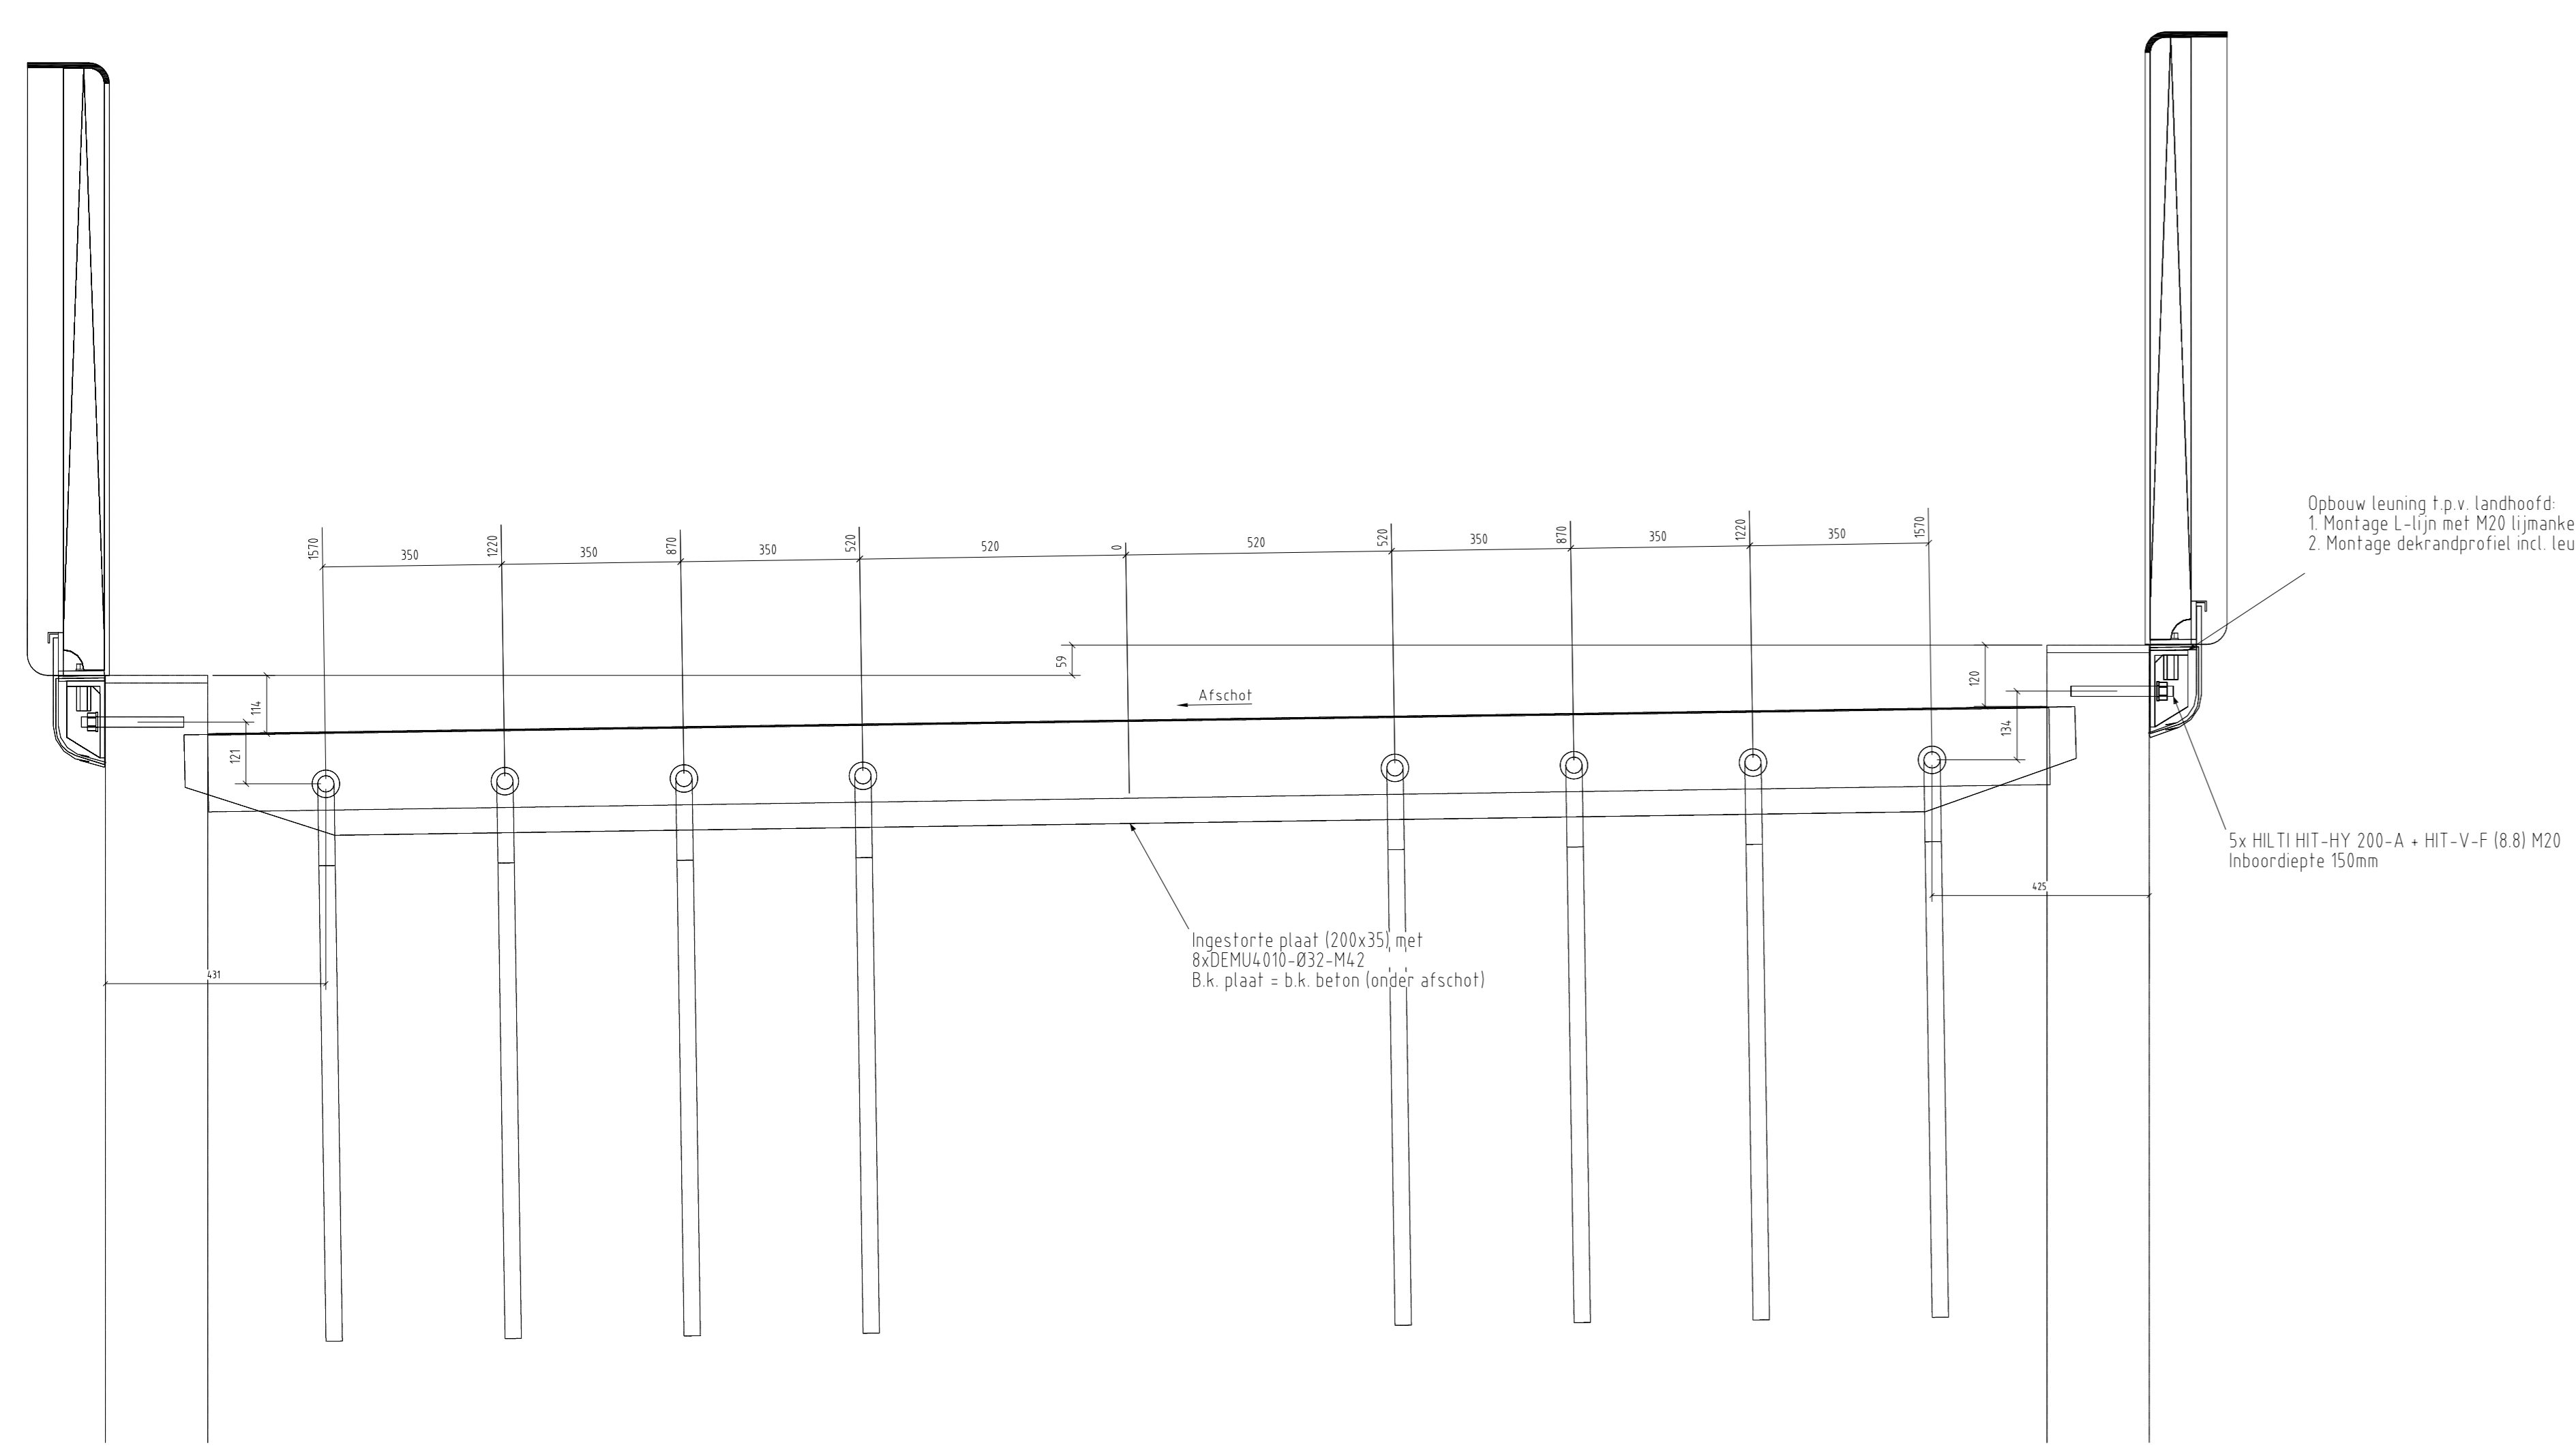 Opbouw leuning t.p.v. landhoofd:
1. Montage L-lijn met M20 lijmanke
2. Montage dekrandprofiel incl. leu
1570
350
1220
350
870
350
520
520
0
520
520
350
870
350
1220
350
1570
59
120
114
Afschot
134
121
5x HILTI HIT-HY 200-A + HIT-V-F (8.8) M20
Inboordiepte 150mm
425
Ingestorte plaat (200x35) met
8xDEMU4010-Ø32-M42
B.k. plaat = b.k. beton (onder afschot)
431